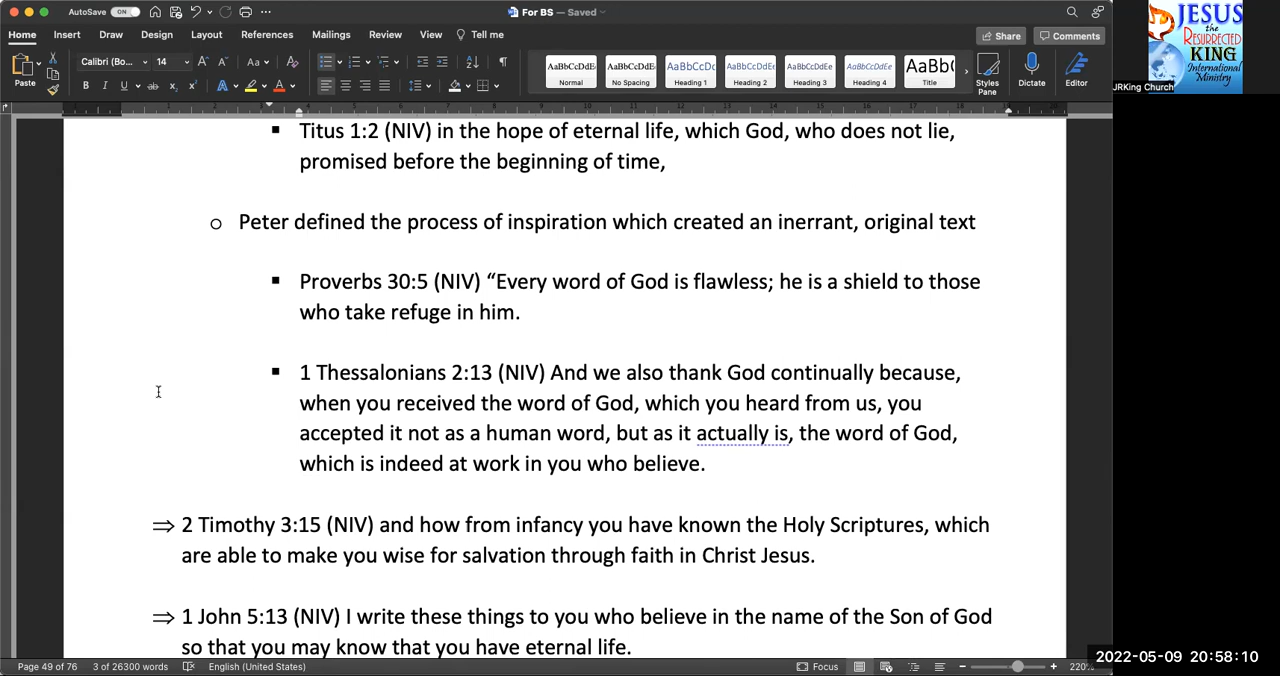 AutoSave ON For BS — Saved
Home Insert Draw Design Layout References Mailings Review View Tell me Share Comments
Paste Calibri (Bo... 14 A A Aa A
B I U ab x₂ x² A A
AaBbCcDdEe AaBbCcDdEe AaBbCcDc AaBbCcDdEe AaBbCcDdEe AaBbCcDdEe AaBb(
Normal No Spacing Heading 1 Heading 2 Heading 3 Heading 4 Title
Styles Pane Dictate Editor
JESUS
the
RESURRECTED
KING
International
Ministry
JRKing Church
▪ Titus 1:2 (NIV) in the hope of eternal life, which God, who does not lie,
promised before the beginning of time,
o Peter defined the process of inspiration which created an inerrant, original text
▪ Proverbs 30:5 (NIV) “Every word of God is flawless; he is a shield to those
who take refuge in him.
▪ 1 Thessalonians 2:13 (NIV) And we also thank God continually because,
when you received the word of God, which you heard from us, you
accepted it not as a human word, but as it actually is, the word of God,
which is indeed at work in you who believe.
⇒ 2 Timothy 3:15 (NIV) and how from infancy you have known the Holy Scriptures, which
are able to make you wise for salvation through faith in Christ Jesus.
⇒ 1 John 5:13 (NIV) I write these things to you who believe in the name of the Son of God
so that you may know that you have eternal life.
Page 49 of 76 3 of 26300 words English (United States) Focus 220%
2022-05-09 20:58:10